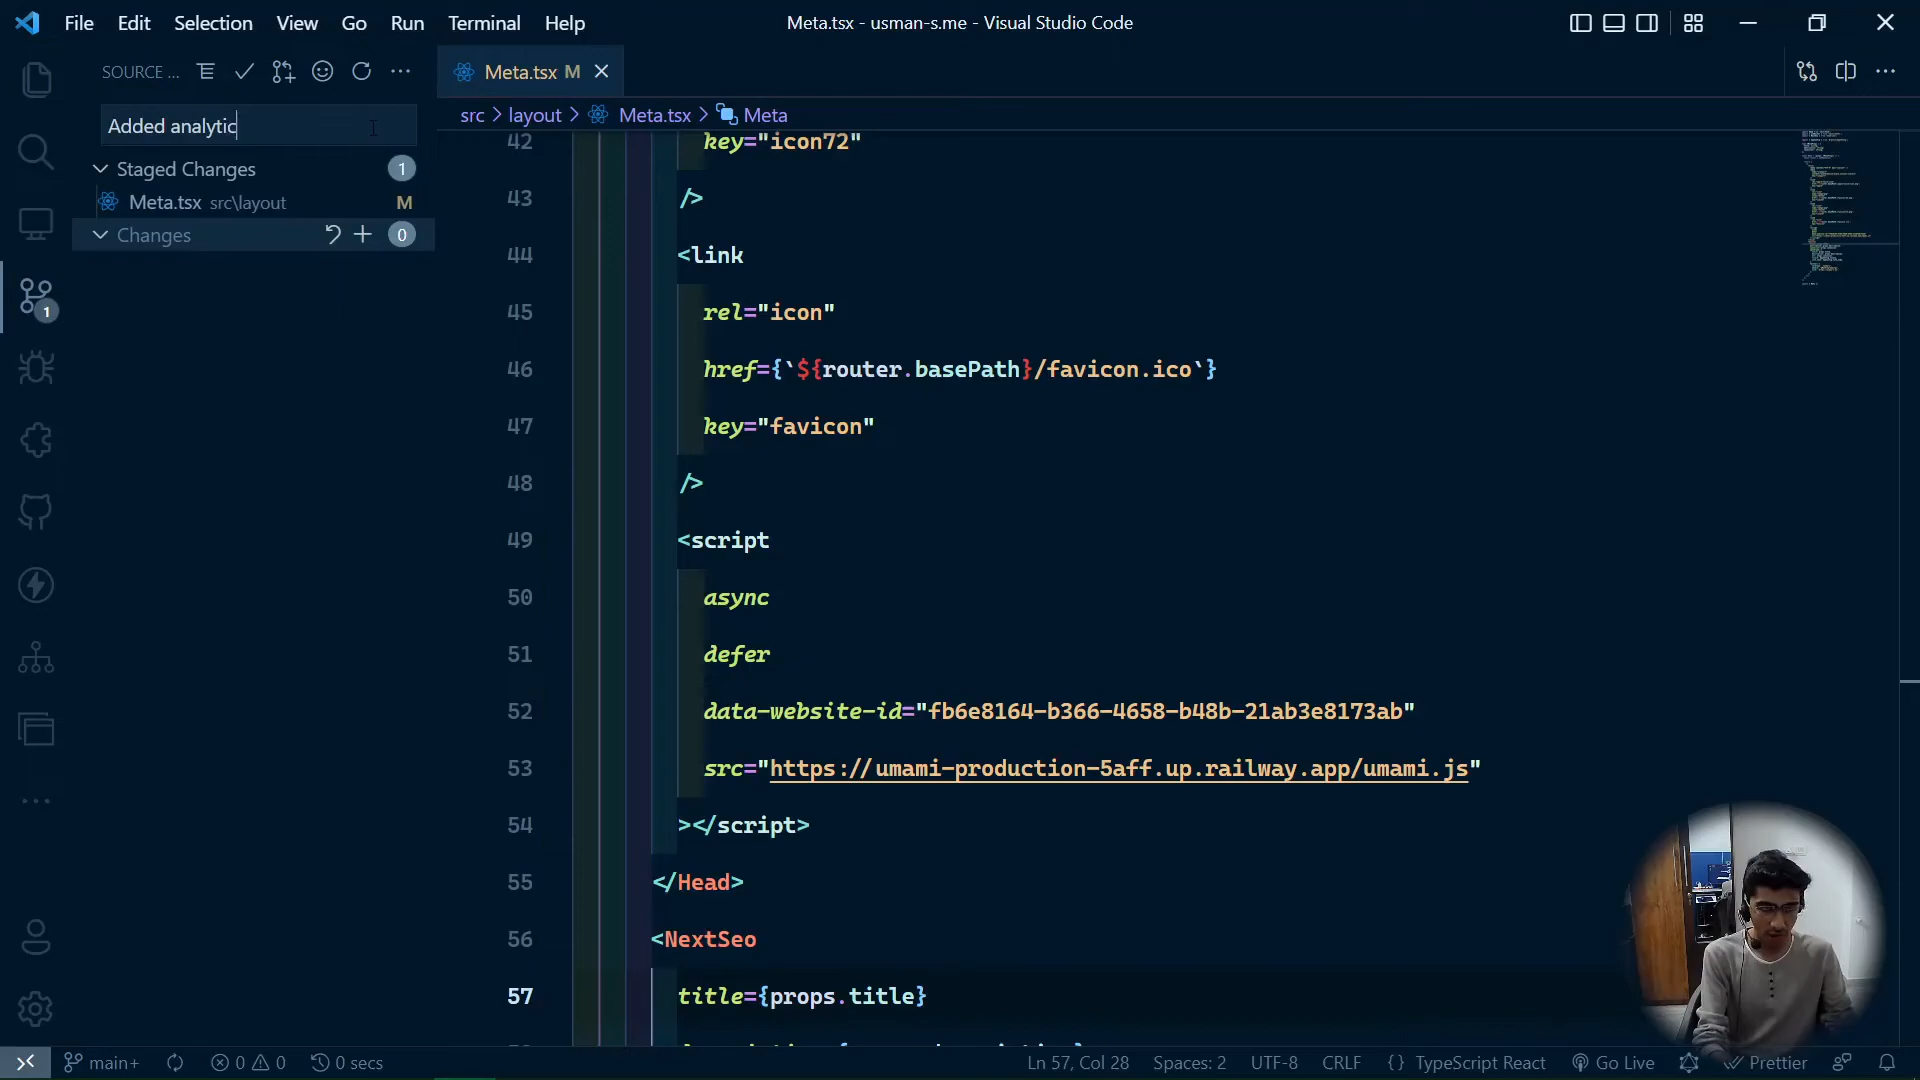 File Edit Selection View Go Run Terminal Help
Meta.tsx - usman-s.me - Visual Studio Code
SOURCE ...
Meta.tsx M
Added analytic
src > layout > Meta.tsx > Meta
Staged Changes 1
Meta.tsx src\layout M
Changes 0
1
42 key="icon72"
43 />
44 <link
45 rel="icon"
46 href={`${router.basePath}/favicon.ico`}
47 key="favicon"
48 />
49 <script
50 async
51 defer
52 data-website-id="fb6e8164-b366-4658-b48b-21ab3e8173ab"
53 src="https://umami-production-5aff.up.railway.app/umami.js"
54 ></script>
55 </Head>
56 <NextSeo
57 title={props.title}
main+ 0 0 0 secs
Ln 57, Col 28 Spaces: 2 UTF-8 CRLF {} TypeScript React Go Live Prettier